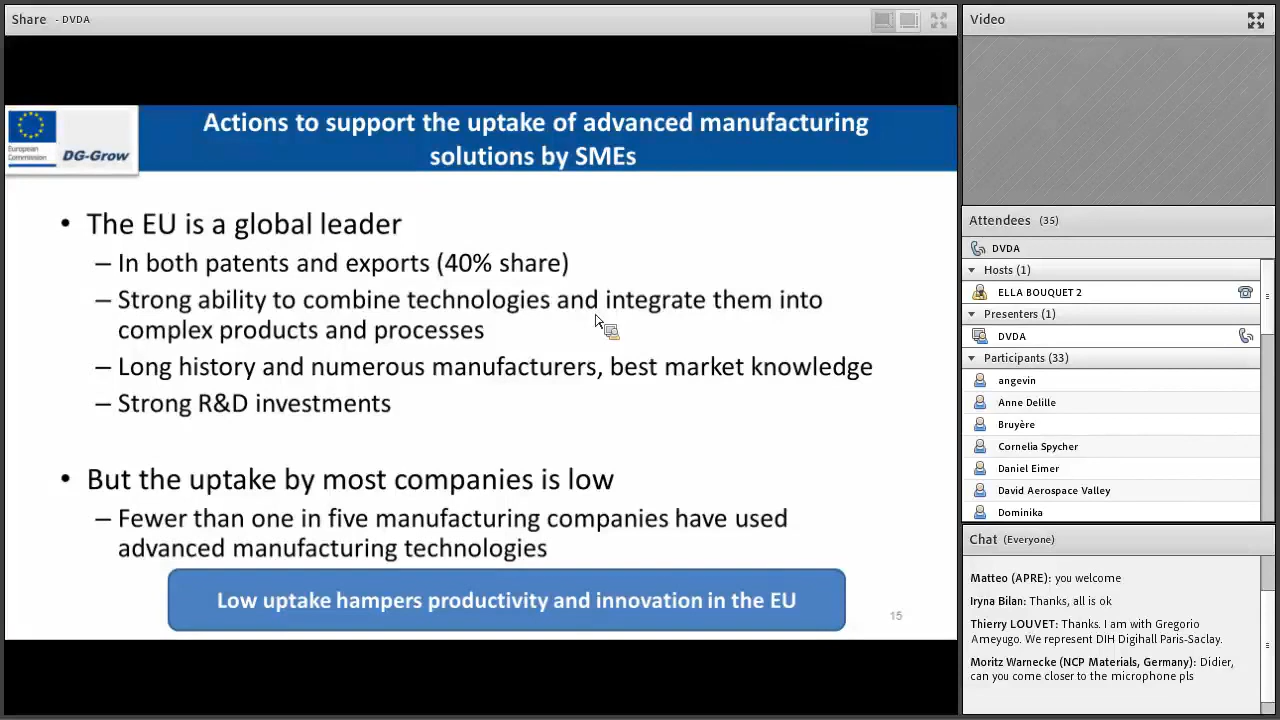 Share - DVDA
European
Commission
DG-Grow
Actions to support the uptake of advanced manufacturing
solutions by SMEs
• The EU is a global leader
– In both patents and exports (40% share)
– Strong ability to combine technologies and integrate them into
complex products and processes
– Long history and numerous manufacturers, best market knowledge
– Strong R&D investments
• But the uptake by most companies is low
– Fewer than one in five manufacturing companies have used
advanced manufacturing technologies
Low uptake hampers productivity and innovation in the EU
15
Video
Attendees (35)
DVDA
Hosts (1)
ELLA BOUQUET 2
Presenters (1)
DVDA
Participants (33)
angevin
Anne Delille
Bruyère
Cornelia Spycher
Daniel Eimer
David Aerospace Valley
Dominika
Chat (Everyone)
Matteo (APRE): you welcome
Iryna Bilan: Thanks, all is ok
Thierry LOUVET: Thanks. I am with Gregorio
Ameyugo. We represent DIH Digihall Paris-Saclay.
Moritz Warnecke (NCP Materials, Germany): Didier,
can you come closer to the microphone pls